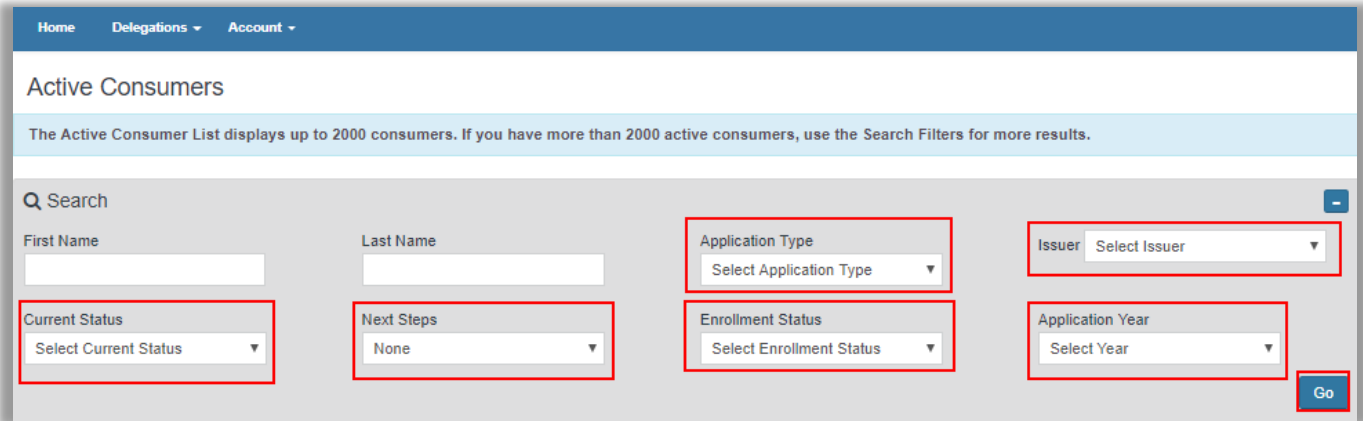 Home Delegations Account
Active Consumers
The Active Consumer List displays up to 2000 consumers. If you have more than 2000 active consumers, use the Search Filters for more results.
Search
First Name Last Name Application Type Issuer Select Issuer
Select Application Type
Current Status Next Steps Enrollment Status Application Year
Select Current Status None Select Enrollment Status Select Year
Go